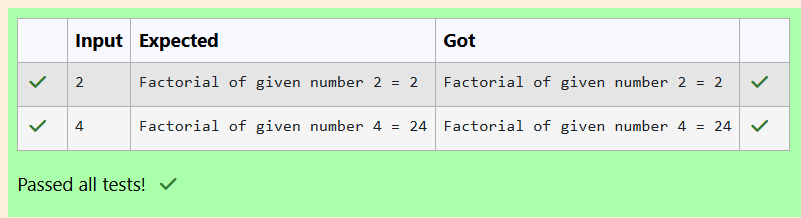 Input Expected Got
2 Factorial of given number 2 = 2 Factorial of given number 2 = 2
4 Factorial of given number 4 = 24 Factorial of given number 4 = 24
Passed all tests!